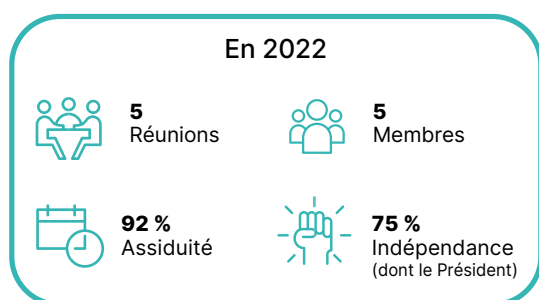 En 2022
5
Réunions
5
Membres
92 %
Assiduité
75 %
Indépendance
(dont le Président)